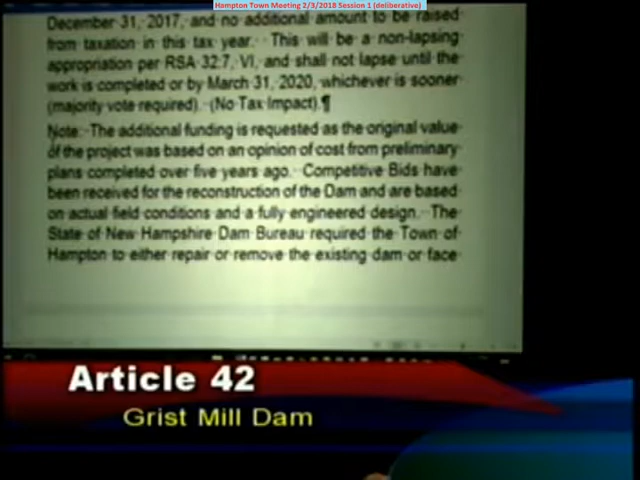 Hampton Town Meeting 2/3/2018 Session 1 (deliberative)
December 31, 2017, and no additional amount to be raised
from taxation in this tax year. This will be a non-lapsing
appropriation per RSA 32:7, VI, and shall not lapse until the
work is completed or by March 31, 2020, whichever is sooner
(majority vote required). (No Tax Impact).¶
Note: The additional funding is requested as the original value
of the project was based on an opinion of cost from preliminary
plans completed over five years ago. Competitive Bids have
been received for the reconstruction of the Dam and are based
on actual field conditions and a fully engineered design. The
State of New Hampshire Dam Bureau required the Town of
Hampton to either repair or remove the existing dam or face
Article 42
Grist Mill Dam